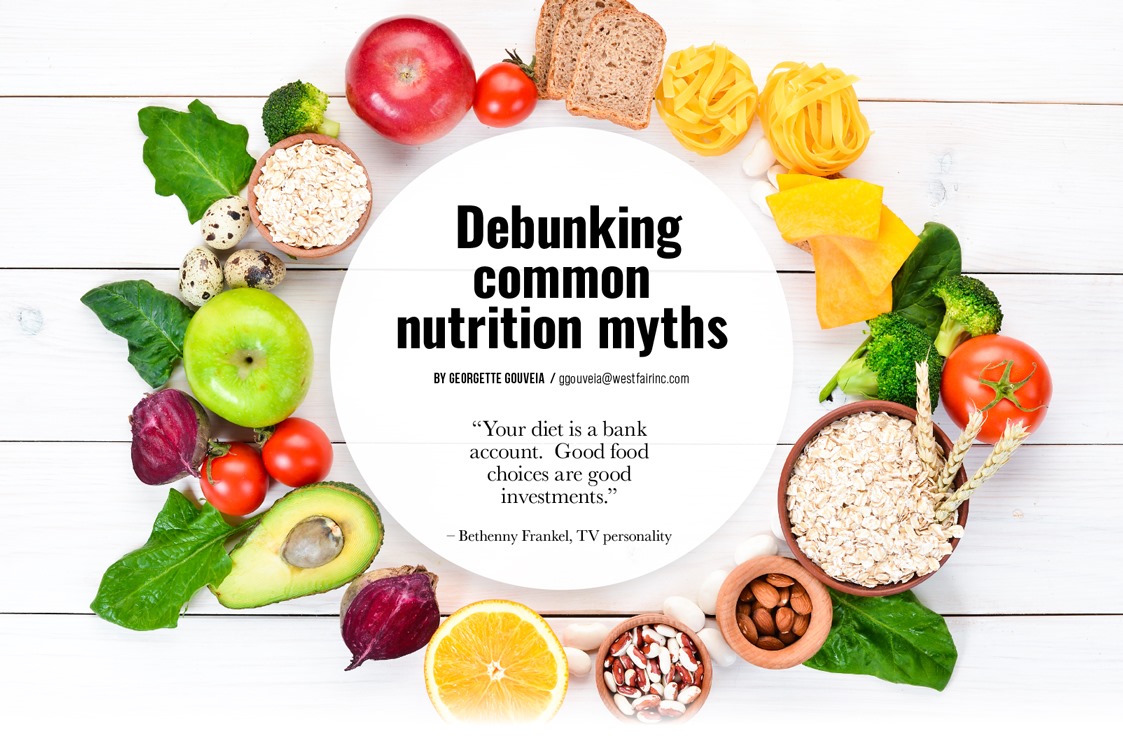 Debunking
common
nutrition myths
BY GEORGETTE GOUVEIA / ggouveia@westfairinc.com
“Your diet is a bank
account.  Good food
choices are good
investments.”
– Bethenny Frankel, TV personality